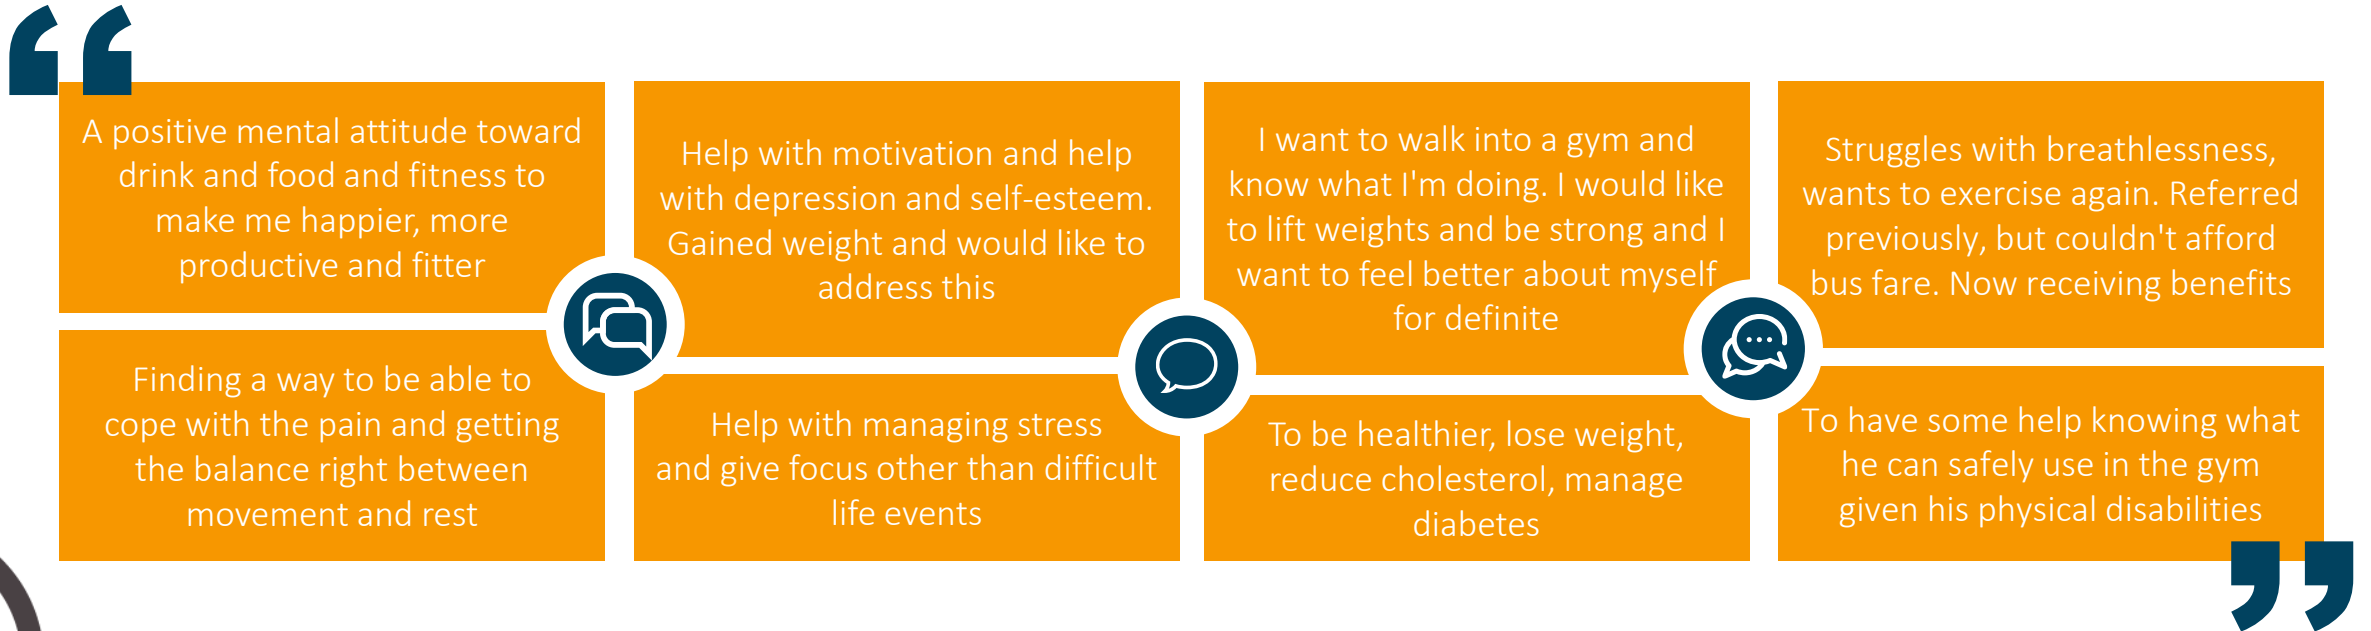 A positive mental attitude toward
drink and food and fitness to
make me happier, more
productive and fitter
Finding a way to be able to
cope with the pain and getting
the balance right between
movement and rest
Help with motivation and help
with depression and self-esteem.
Gained weight and would like to
address this
Help with managing stress
and give focus other than difficult
life events
I want to walk into a gym and
know what I'm doing. I would like
to lift weights and be strong and I
want to feel better about myself
for definite
To be healthier, lose weight,
reduce cholesterol, manage
diabetes
Struggles with breathlessness,
wants to exercise again. Referred
previously, but couldn't afford
bus fare. Now receiving benefits
To have some help knowing what
he can safely use in the gym
given his physical disabilities